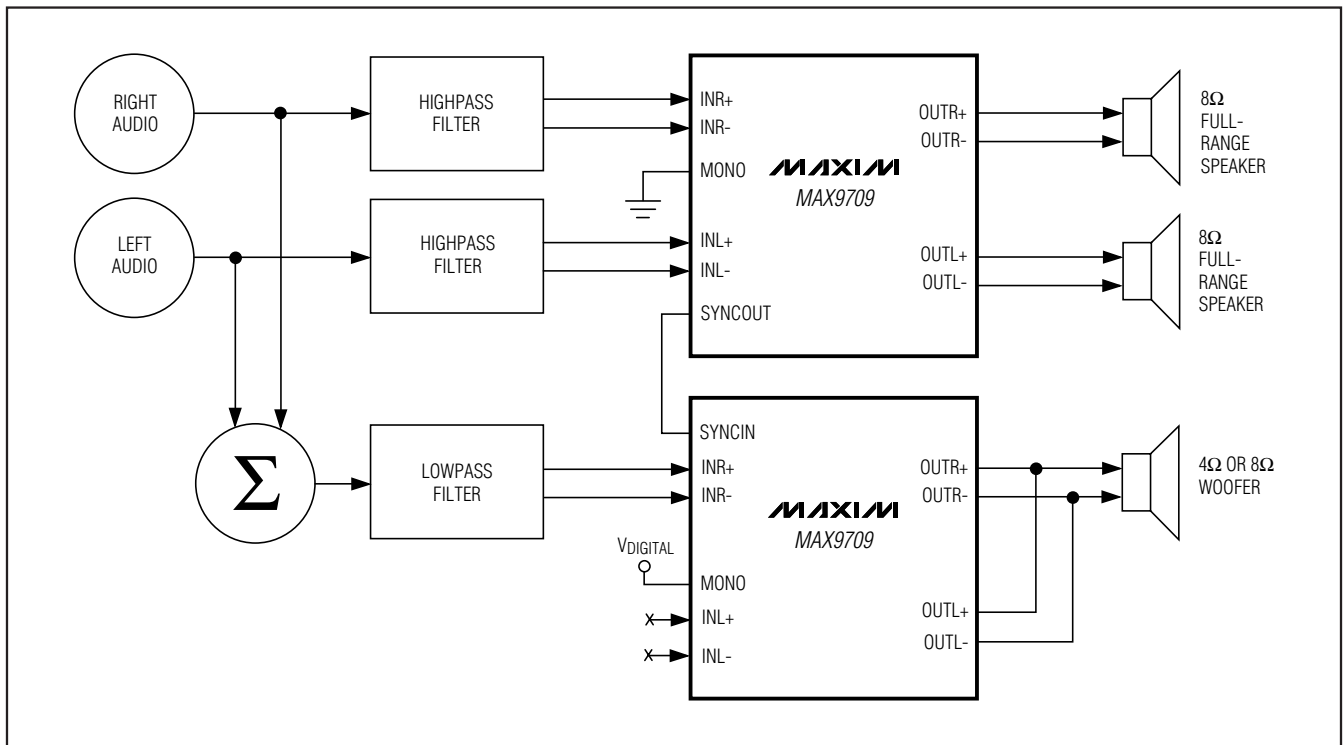 RIGHT
AUDIO
HIGHPASS
FILTER
INR+
INR-
MONO
INL+
INL-
SYNCOUT
MAXIM
MAX9709
OUTR+
OUTR-
OUTL+
OUTL-
8Ω
FULL-
RANGE
SPEAKER
LEFT
AUDIO
HIGHPASS
FILTER
8Ω
FULL-
RANGE
SPEAKER
Σ
LOWPASS
FILTER
SYNCIN
INR+
INR-
VDIGITAL
MONO
INL+
INL-
MAXIM
MAX9709
OUTR+
OUTR-
OUTL+
OUTL-
4Ω OR 8Ω
WOOFER